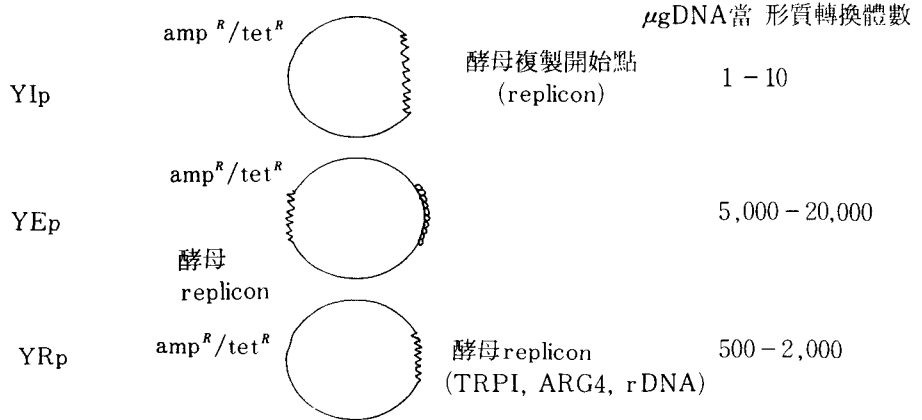 μgDNA當 形質轉換體數
amp R/tet R
YIp
酵母複製開始點
(replicon)
1 - 10
amp R/tet R
YEp
5,000 - 20,000
酵母
replicon
YRp
amp R/tet R
酵母replicon
(TRPI, ARG4, rDNA)
500 - 2,000